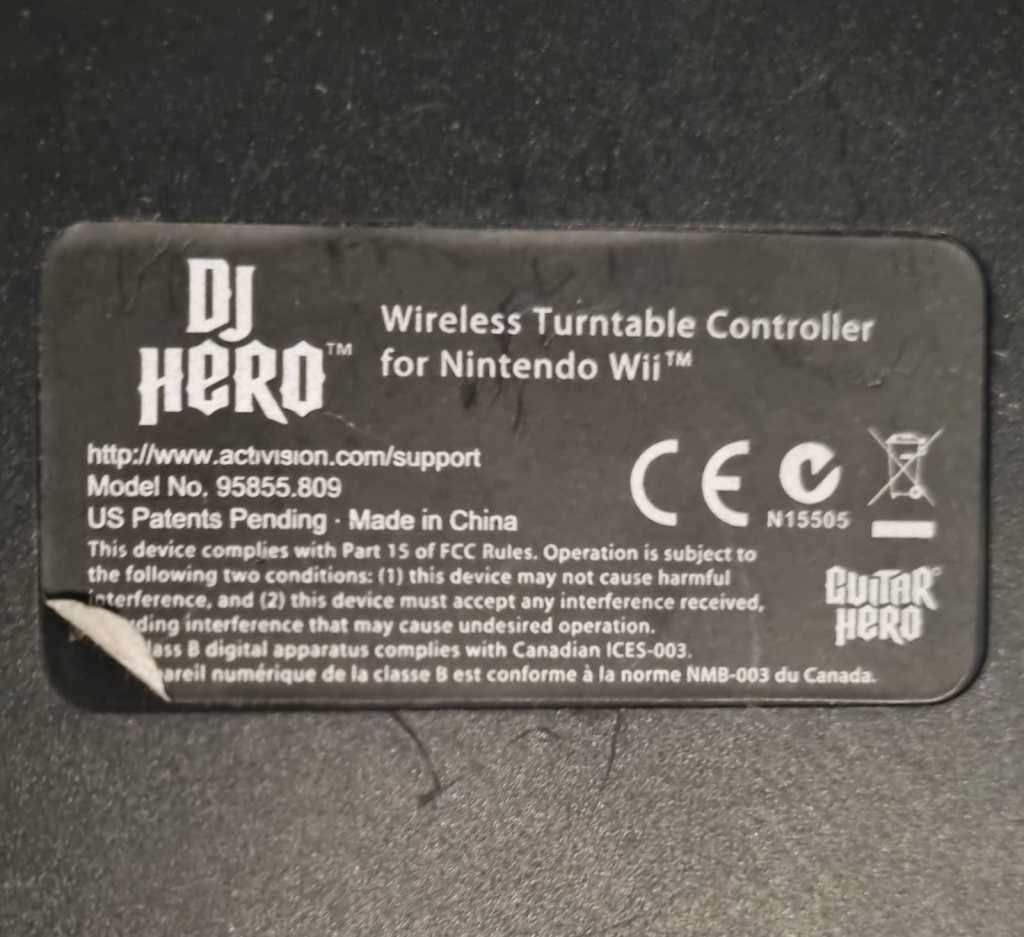 DJ
HERO™
Wireless Turntable Controller
for Nintendo Wii™
http://www.activision.com/support
Model No. 95855.809
US Patents Pending · Made in China
This device complies with Part 15 of FCC Rules. Operation is subject to
the following two conditions: (1) this device may not cause harmful
interference, and (2) this device must accept any interference received,
ding interference that may cause undesired operation.
lass B digital apparatus complies with Canadian ICES-003.
areil numérique de la classe B est conforme à la norme NMB-003 du Canada.
CE
N15505
GUITAR
HERO